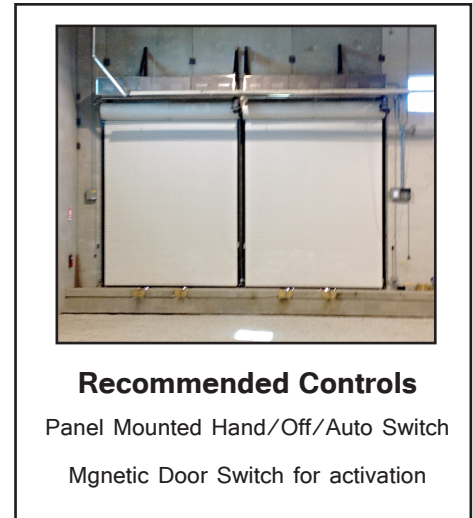 Recommended Controls
Panel Mounted Hand/Off/Auto Switch
Mgnetic Door Switch for activation